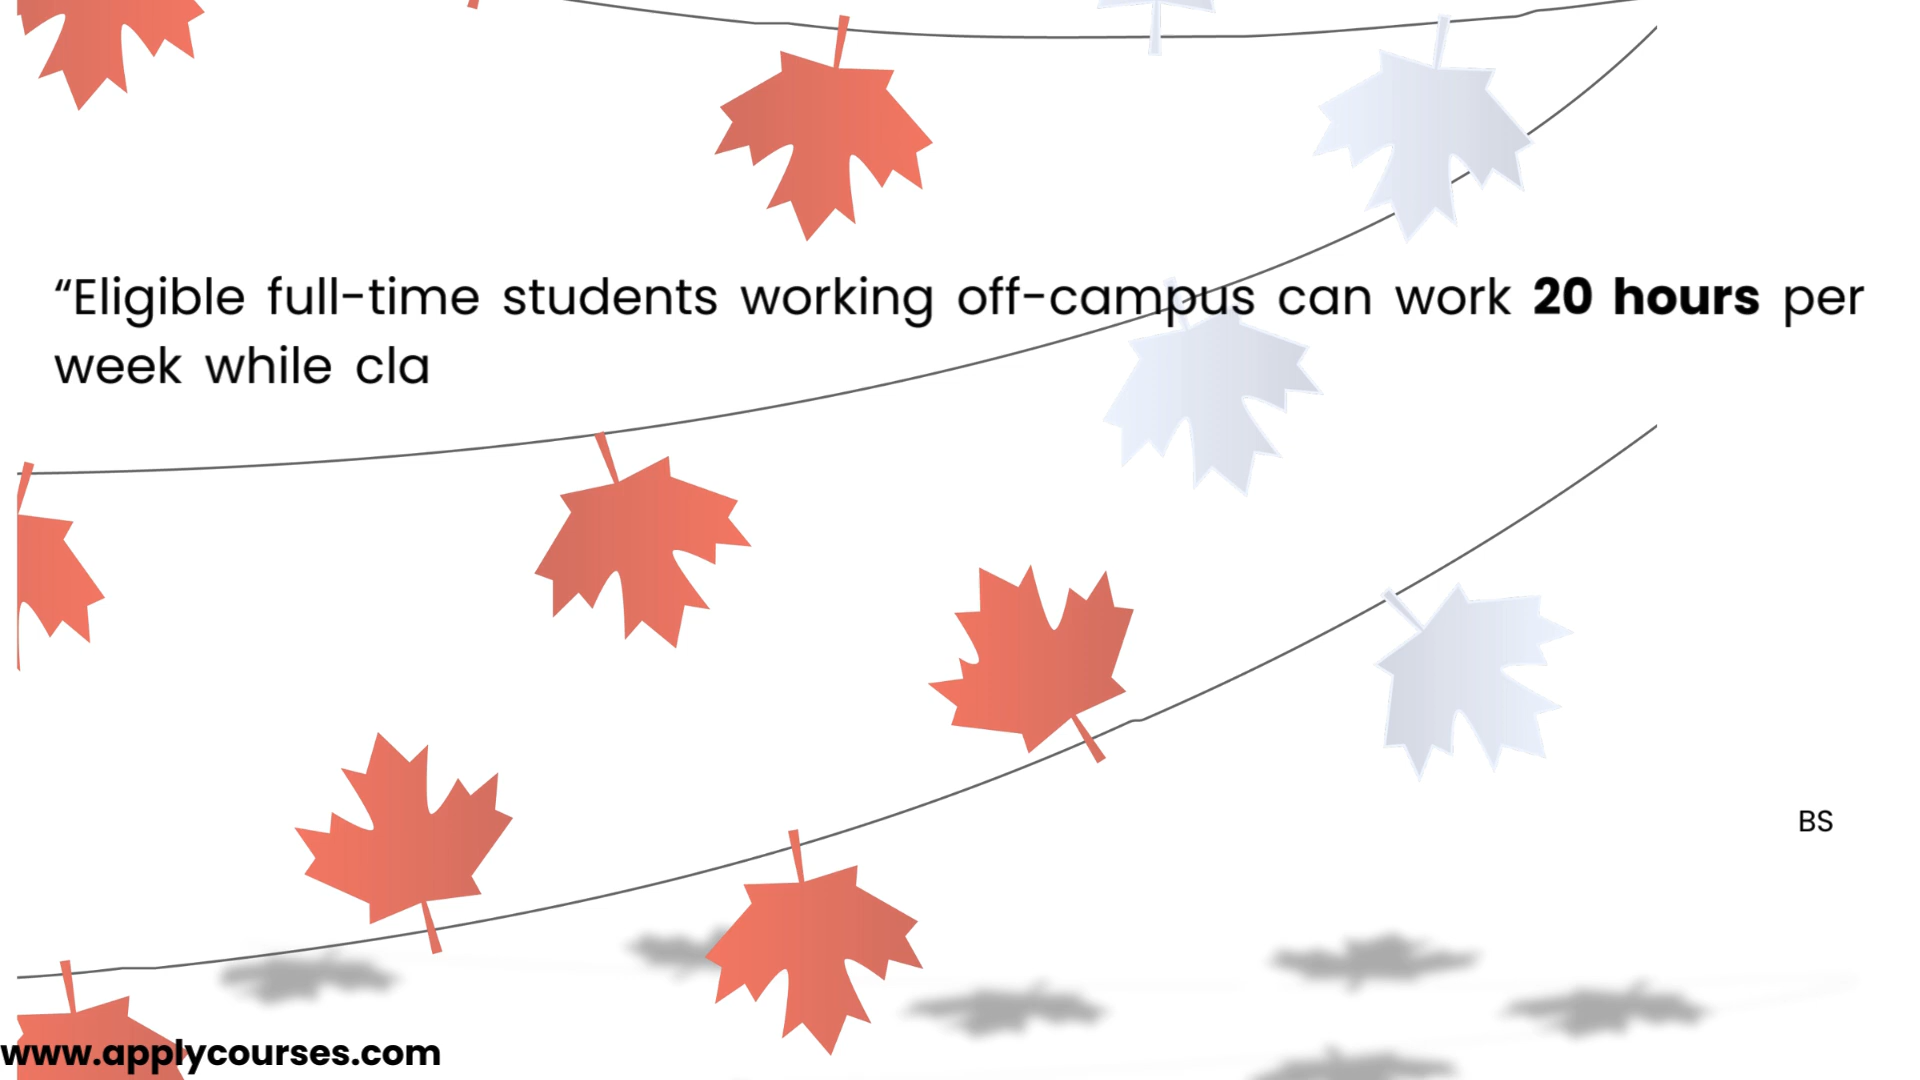 “Eligible full-time students working off-campus can work 20 hours per
week while cla
BS
www.applycourses.com